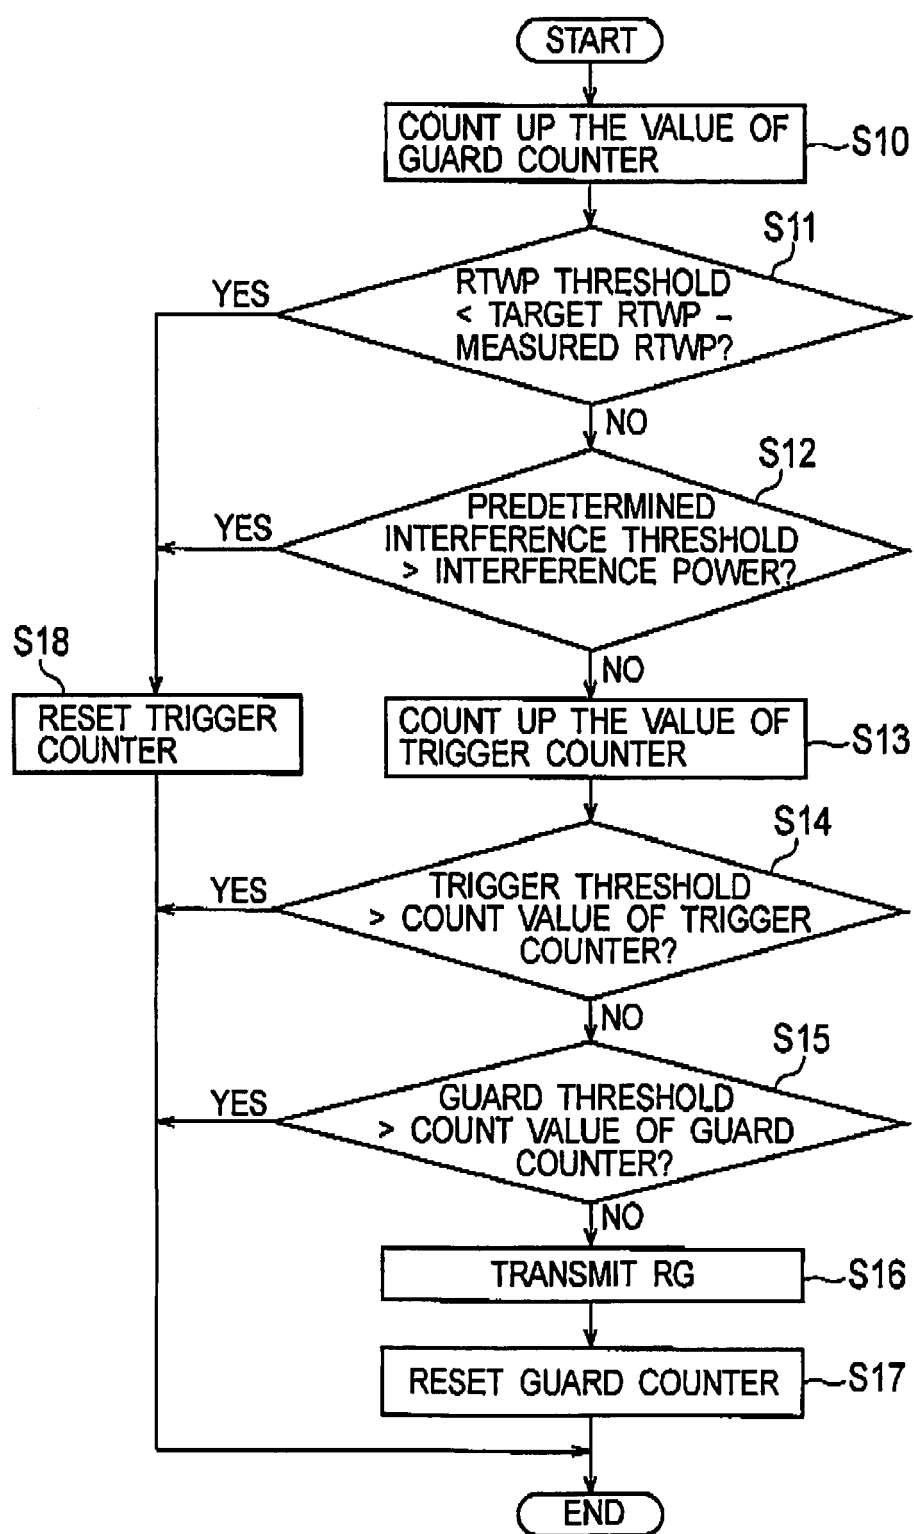 START
COUNT UP THE VALUE OF
GUARD COUNTER
S10
S11
RTWP THRESHOLD
< TARGET RTWP –
MEASURED RTWP?
YES
NO
S12
PREDETERMINED
INTERFERENCE THRESHOLD
> INTERFERENCE POWER?
YES
NO
S18
RESET TRIGGER
COUNTER
COUNT UP THE VALUE OF
TRIGGER COUNTER
S13
S14
TRIGGER THRESHOLD
> COUNT VALUE OF TRIGGER
COUNTER?
YES
NO
S15
GUARD THRESHOLD
> COUNT VALUE OF GUARD
COUNTER?
YES
NO
TRANSMIT RG
S16
RESET GUARD COUNTER
S17
END